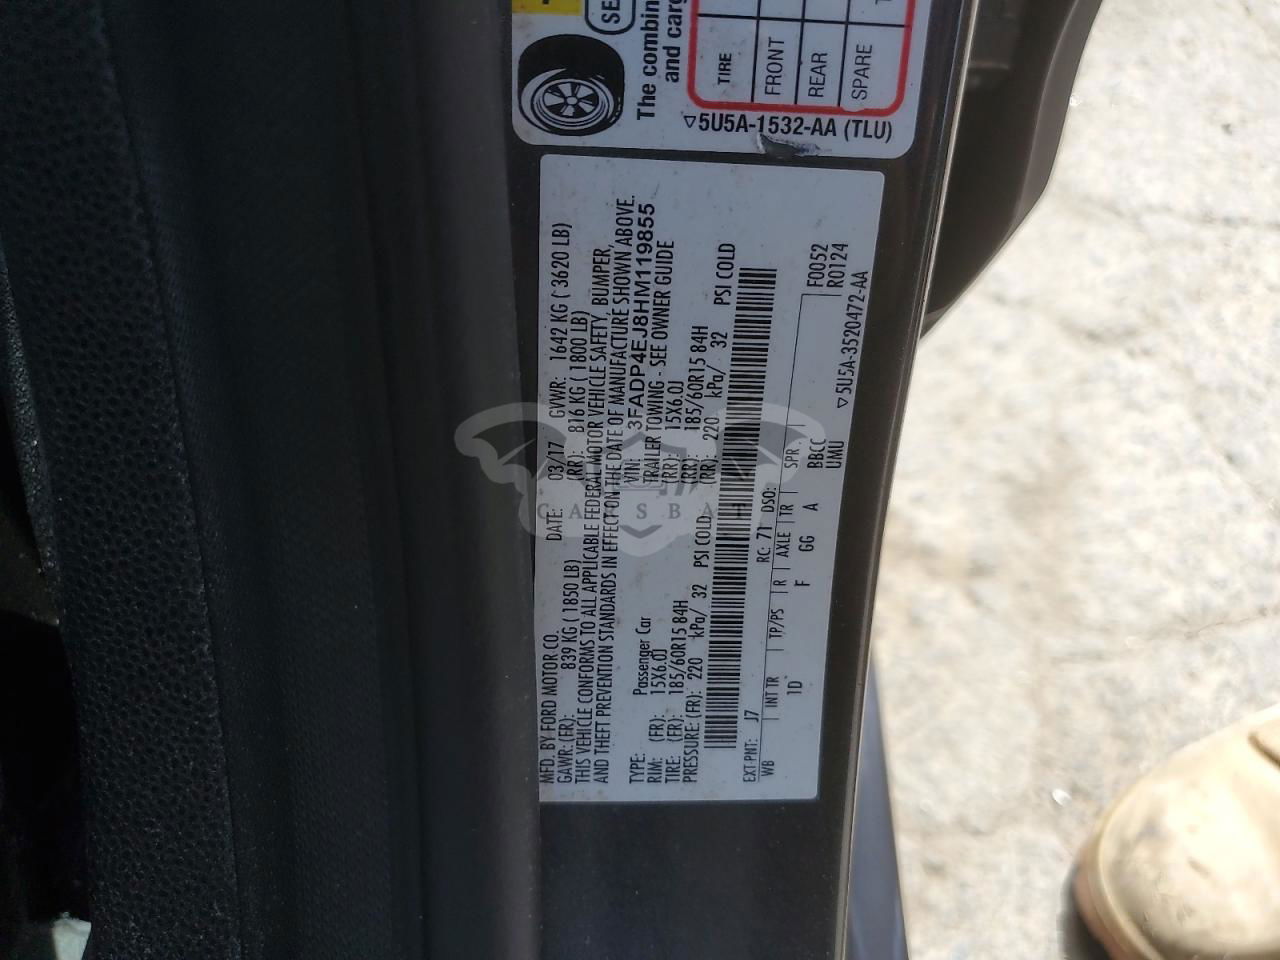 SE
The combin
and carg
TIRE
FRONT
REAR
SPARE
5U5A-1532-AA (TLU)
MFD. BY FORD MOTOR CO.
DATE: 03/17 GVWR: 1642 KG ( 3620 LB)
GAWR: (FR): 839 KG ( 1850 LB) (RR): 816 KG ( 1800 LB)
THIS VEHICLE CONFORMS TO ALL APPLICABLE FEDERAL MOTOR VEHICLE SAFETY, BUMPER,
AND THEFT PREVENTION STANDARDS IN EFFECT ON THE DATE OF MANUFACTURE SHOWN ABOVE.
VIN: 3FADP4EJ8HM119855
TYPE: Passenger Car TRAILER TOWING - SEE OWNER GUIDE
RIM: (FR): 15X6.0J (RR): 15X6.0J
TIRE: (FR): 185/60R15 84H (RR): 185/60R15 84H
PRESSURE: (FR): 220 kPa/ 32 PSI COLD (RR): 220 kPa/ 32 PSI COLD
EXT PNT: J7 RC: 71 DSO: F0052
WB INT TR TP/PS R AXLE TR SPR R0124
1D F GG A BBCC
UMU
5U5A-3520472-AA